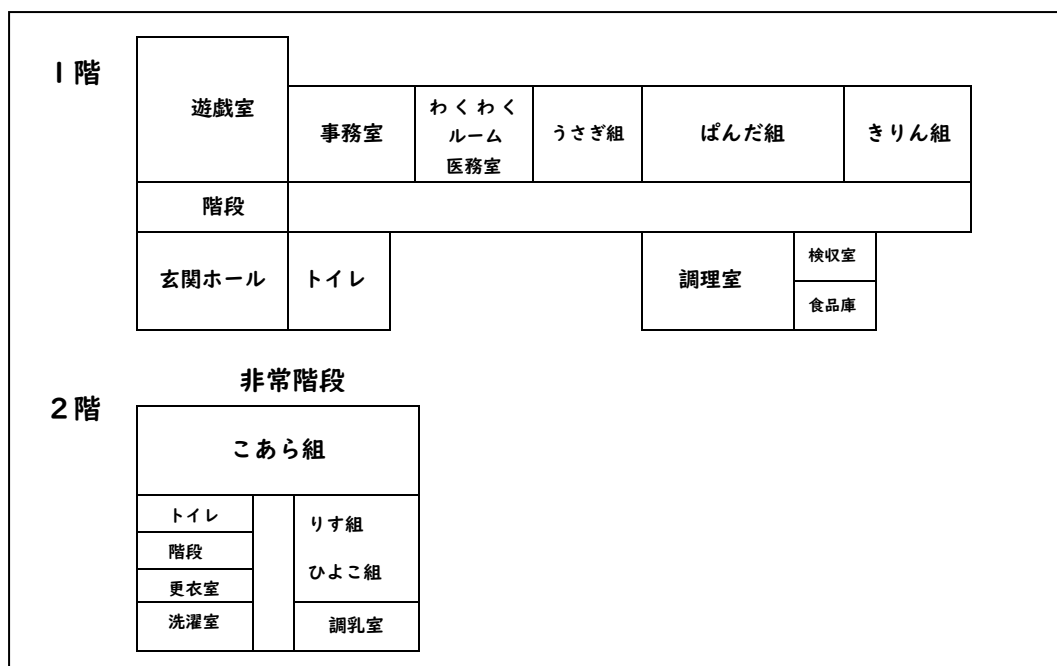 1階
遊戯室
事務室
わくわく
ルーム
医務室
うさぎ組
ぱんだ組
きりん組
階段
玄関ホール
トイレ
調理室
検収室
食品庫
非常階段
2階
こあら組
トイレ
りす組
階段
ひよこ組
更衣室
洗濯室
調乳室